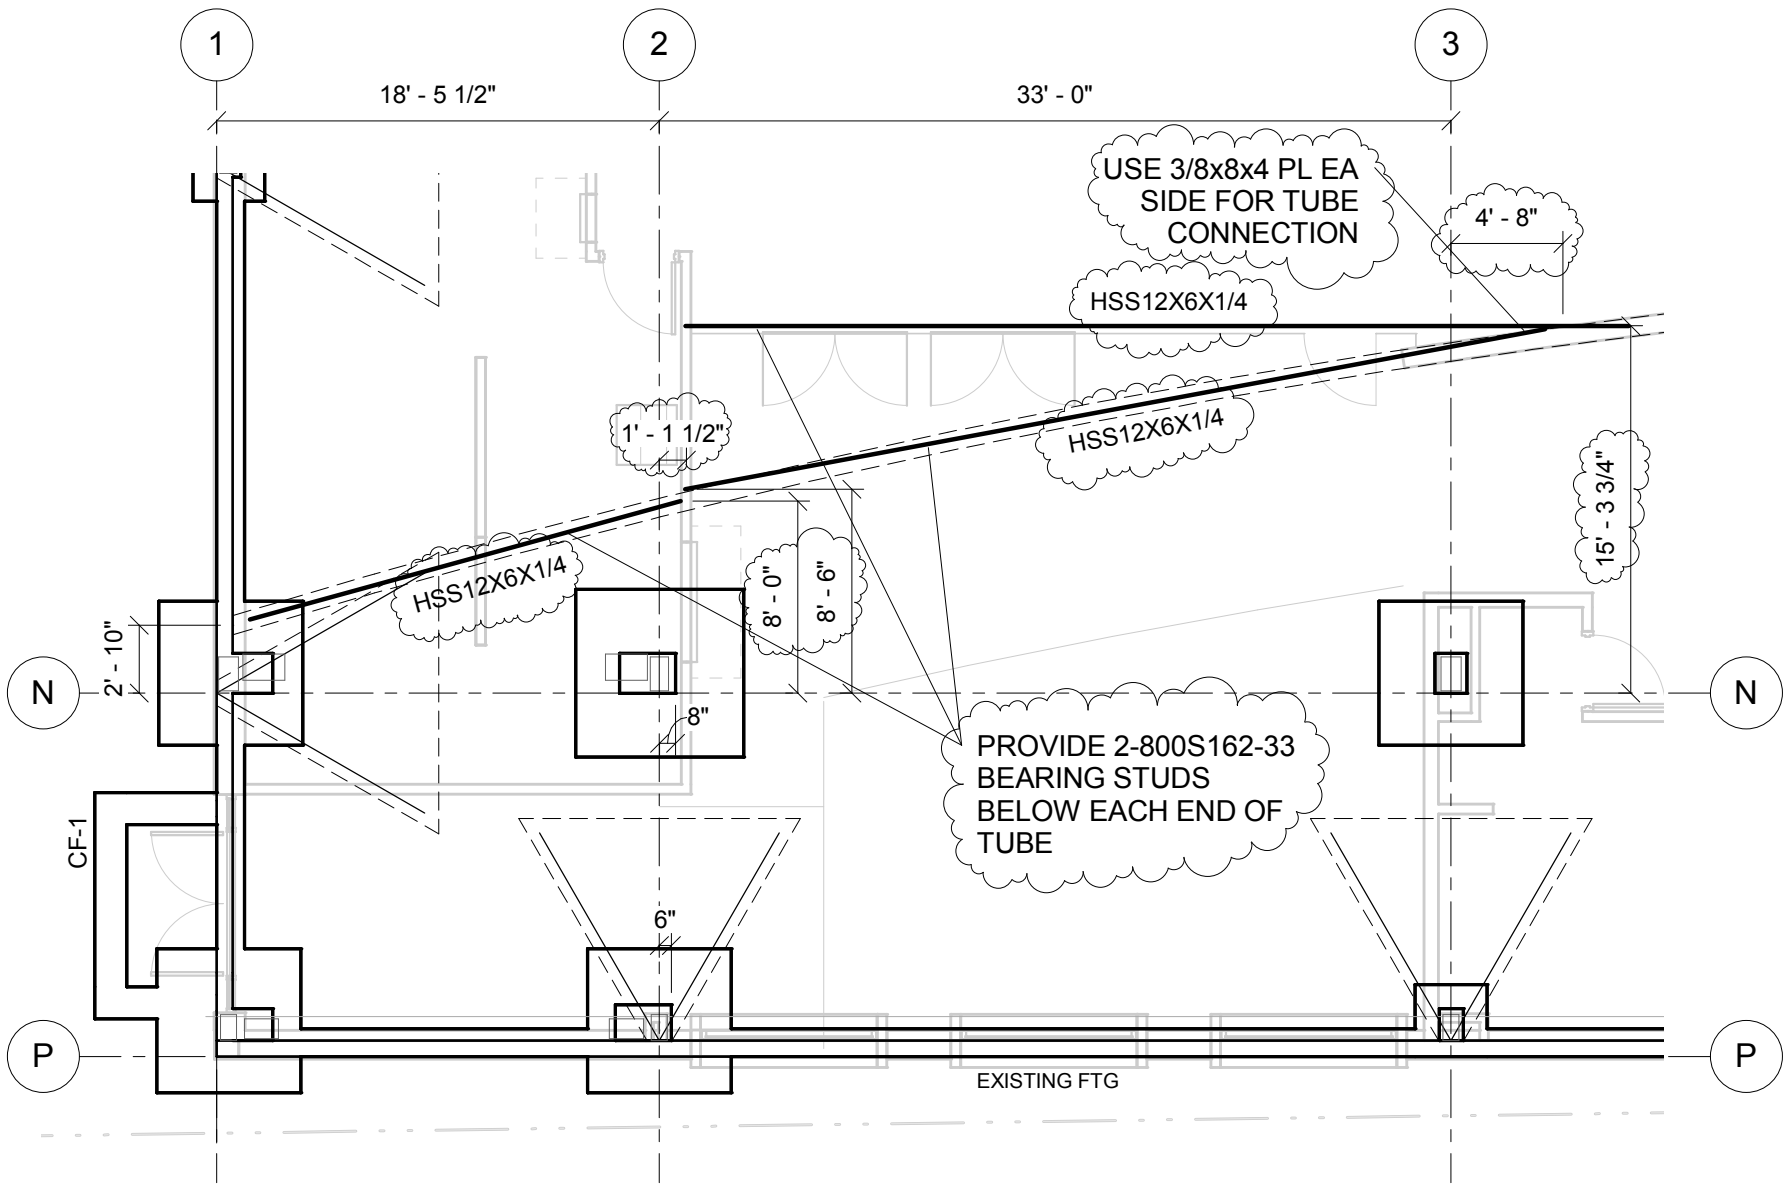 1
2
3
18' - 5 1/2"
33' - 0"
USE 3/8x8x4 PL EA
SIDE FOR TUBE
CONNECTION
4' - 8"
HSS12X6X1/4
1' - 1 1/2"
HSS12X6X1/4
15' - 3 3/4"
HSS12X6X1/4
8' - 0"
8' - 6"
2' - 10"
N
N
8"
PROVIDE 2-800S162-33
BEARING STUDS
BELOW EACH END OF
TUBE
CF-1
6"
P
P
EXISTING FTG